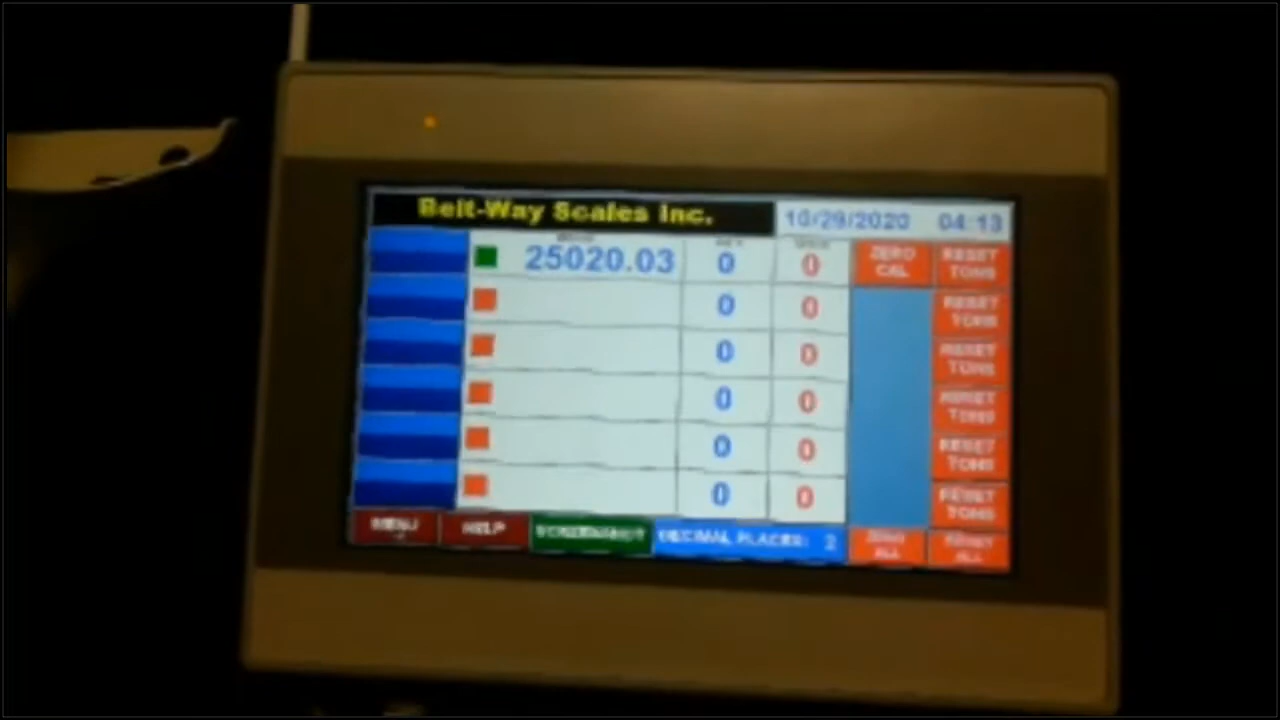 Belt-Way Scales Inc. 10/29/2020 04:13
25020.03 0 0 ZERO CAL RESET TONS
0 0 RESET TONS
0 0 RESET TONS
0 0 RESET TONS
0 0 RESET TONS
0 0 RESET TONS
MENU HELP SCREENSHOT DECIMAL PLACES: 2 ZERO ALL RESET ALL